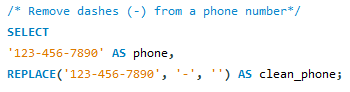 /* Remove dashes (-) from a phone number*/
SELECT
'123-456-7890' AS phone,
REPLACE('123-456-7890', '-', '') AS clean_phone;